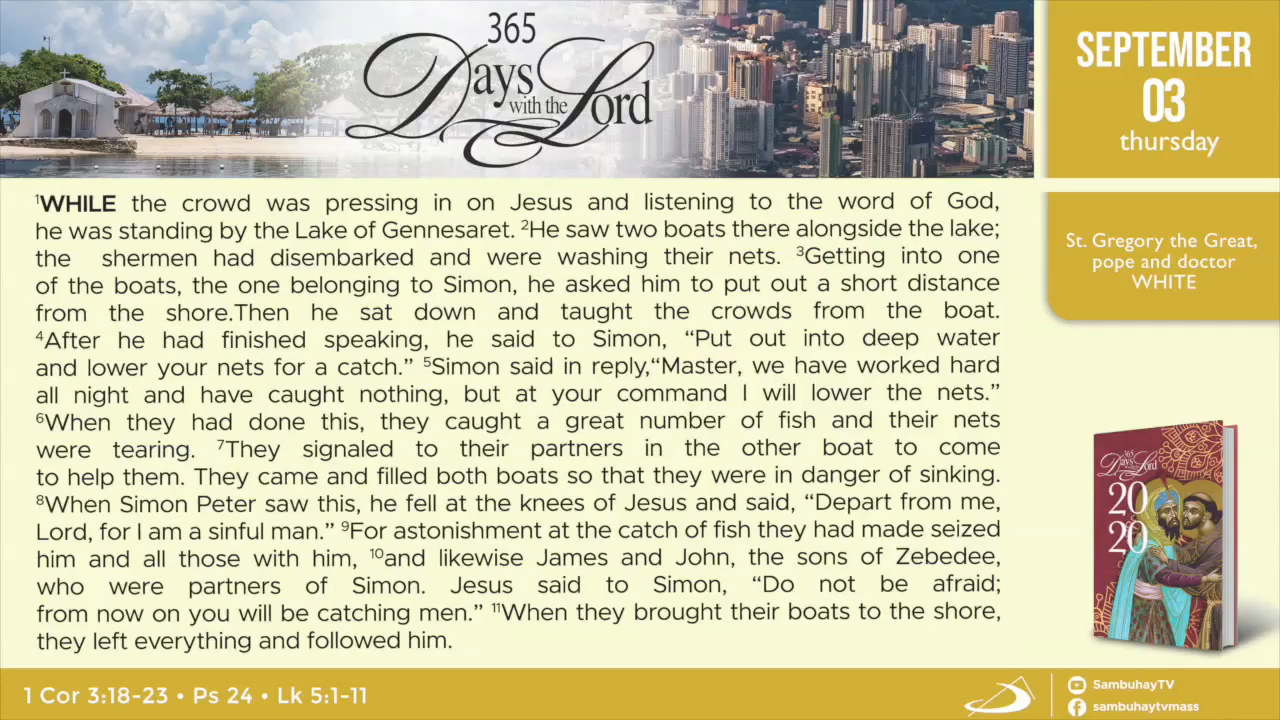 365
Days
with the
Lord
SEPTEMBER
03
thursday
St. Gregory the Great,
pope and doctor
WHITE
1WHILE the crowd was pressing in on Jesus and listening to the word of God,
he was standing by the Lake of Gennesaret. 2He saw two boats there alongside the lake;
the shermen had disembarked and were washing their nets. 3Getting into one
of the boats, the one belonging to Simon, he asked him to put out a short distance
from the shore.Then he sat down and taught the crowds from the boat.
4After he had finished speaking, he said to Simon, “Put out into deep water
and lower your nets for a catch.” 5Simon said in reply,“Master, we have worked hard
all night and have caught nothing, but at your command I will lower the nets.”
6When they had done this, they caught a great number of fish and their nets
were tearing. 7They signaled to their partners in the other boat to come
to help them. They came and filled both boats so that they were in danger of sinking.
8When Simon Peter saw this, he fell at the knees of Jesus and said, “Depart from me,
Lord, for I am a sinful man.” 9For astonishment at the catch of fish they had made seized
him and all those with him, 10and likewise James and John, the sons of Zebedee,
who were partners of Simon. Jesus said to Simon, “Do not be afraid;
from now on you will be catching men.” 11When they brought their boats to the shore,
they left everything and followed him.
365
Days with the Lord
20
20
1 Cor 3:18-23 • Ps 24 • Lk 5:1-11
SambuhayTV
sambuhaytvmass